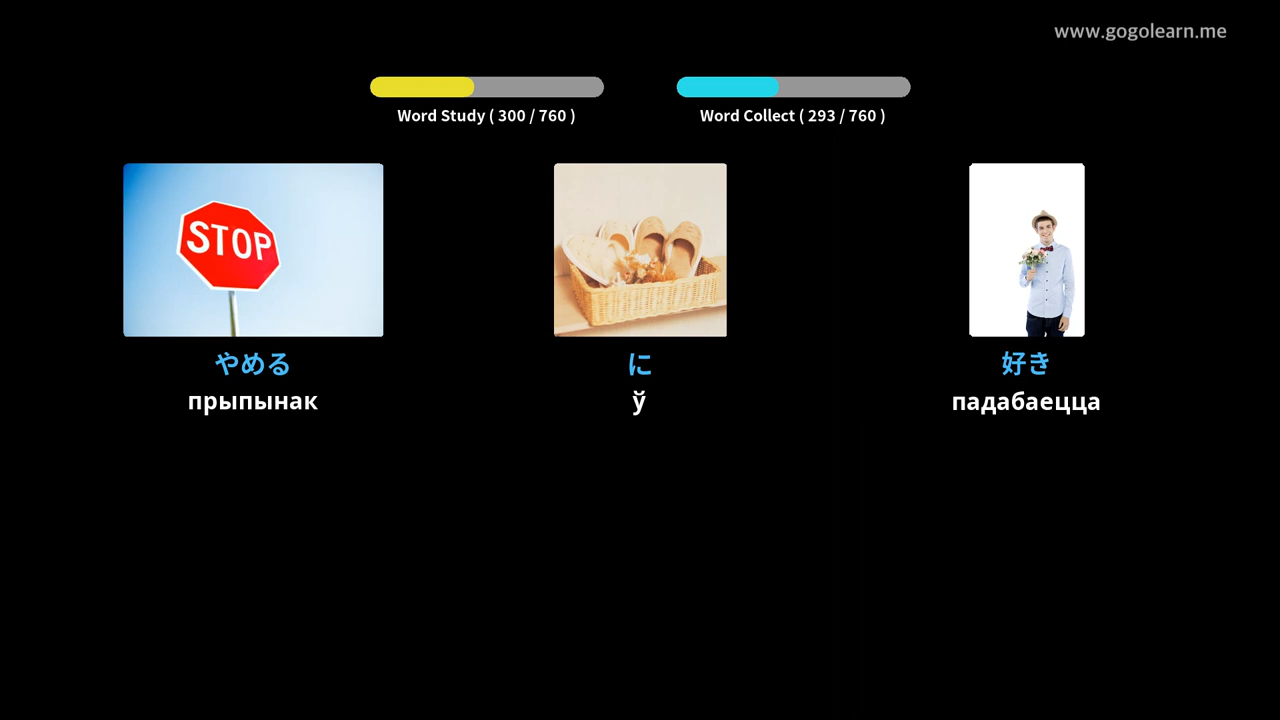 www.gogolearn.me
Word Study ( 300 / 760 )
Word Collect ( 293 / 760 )
STOP
やめる
прыпынак
に
ў
好き
падабаецца